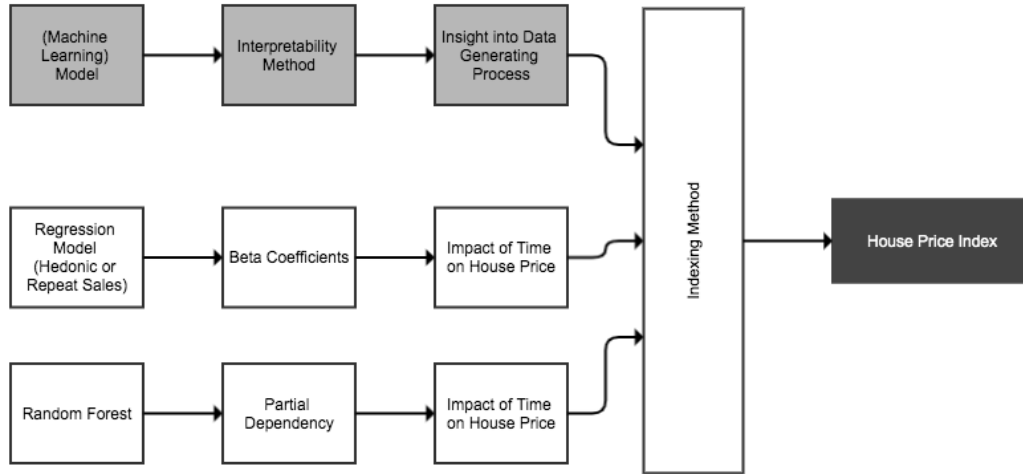 (Machine
Learning)
Model
Interpretability
Method
Insight into Data
Generating
Process
Regression
Model
(Hedonic or
Repeat Sales)
Beta Coefficients
Impact of Time
on House Price
Random Forest
Partial
Dependency
Impact of Time
on House Price
Indexing Method
House Price Index